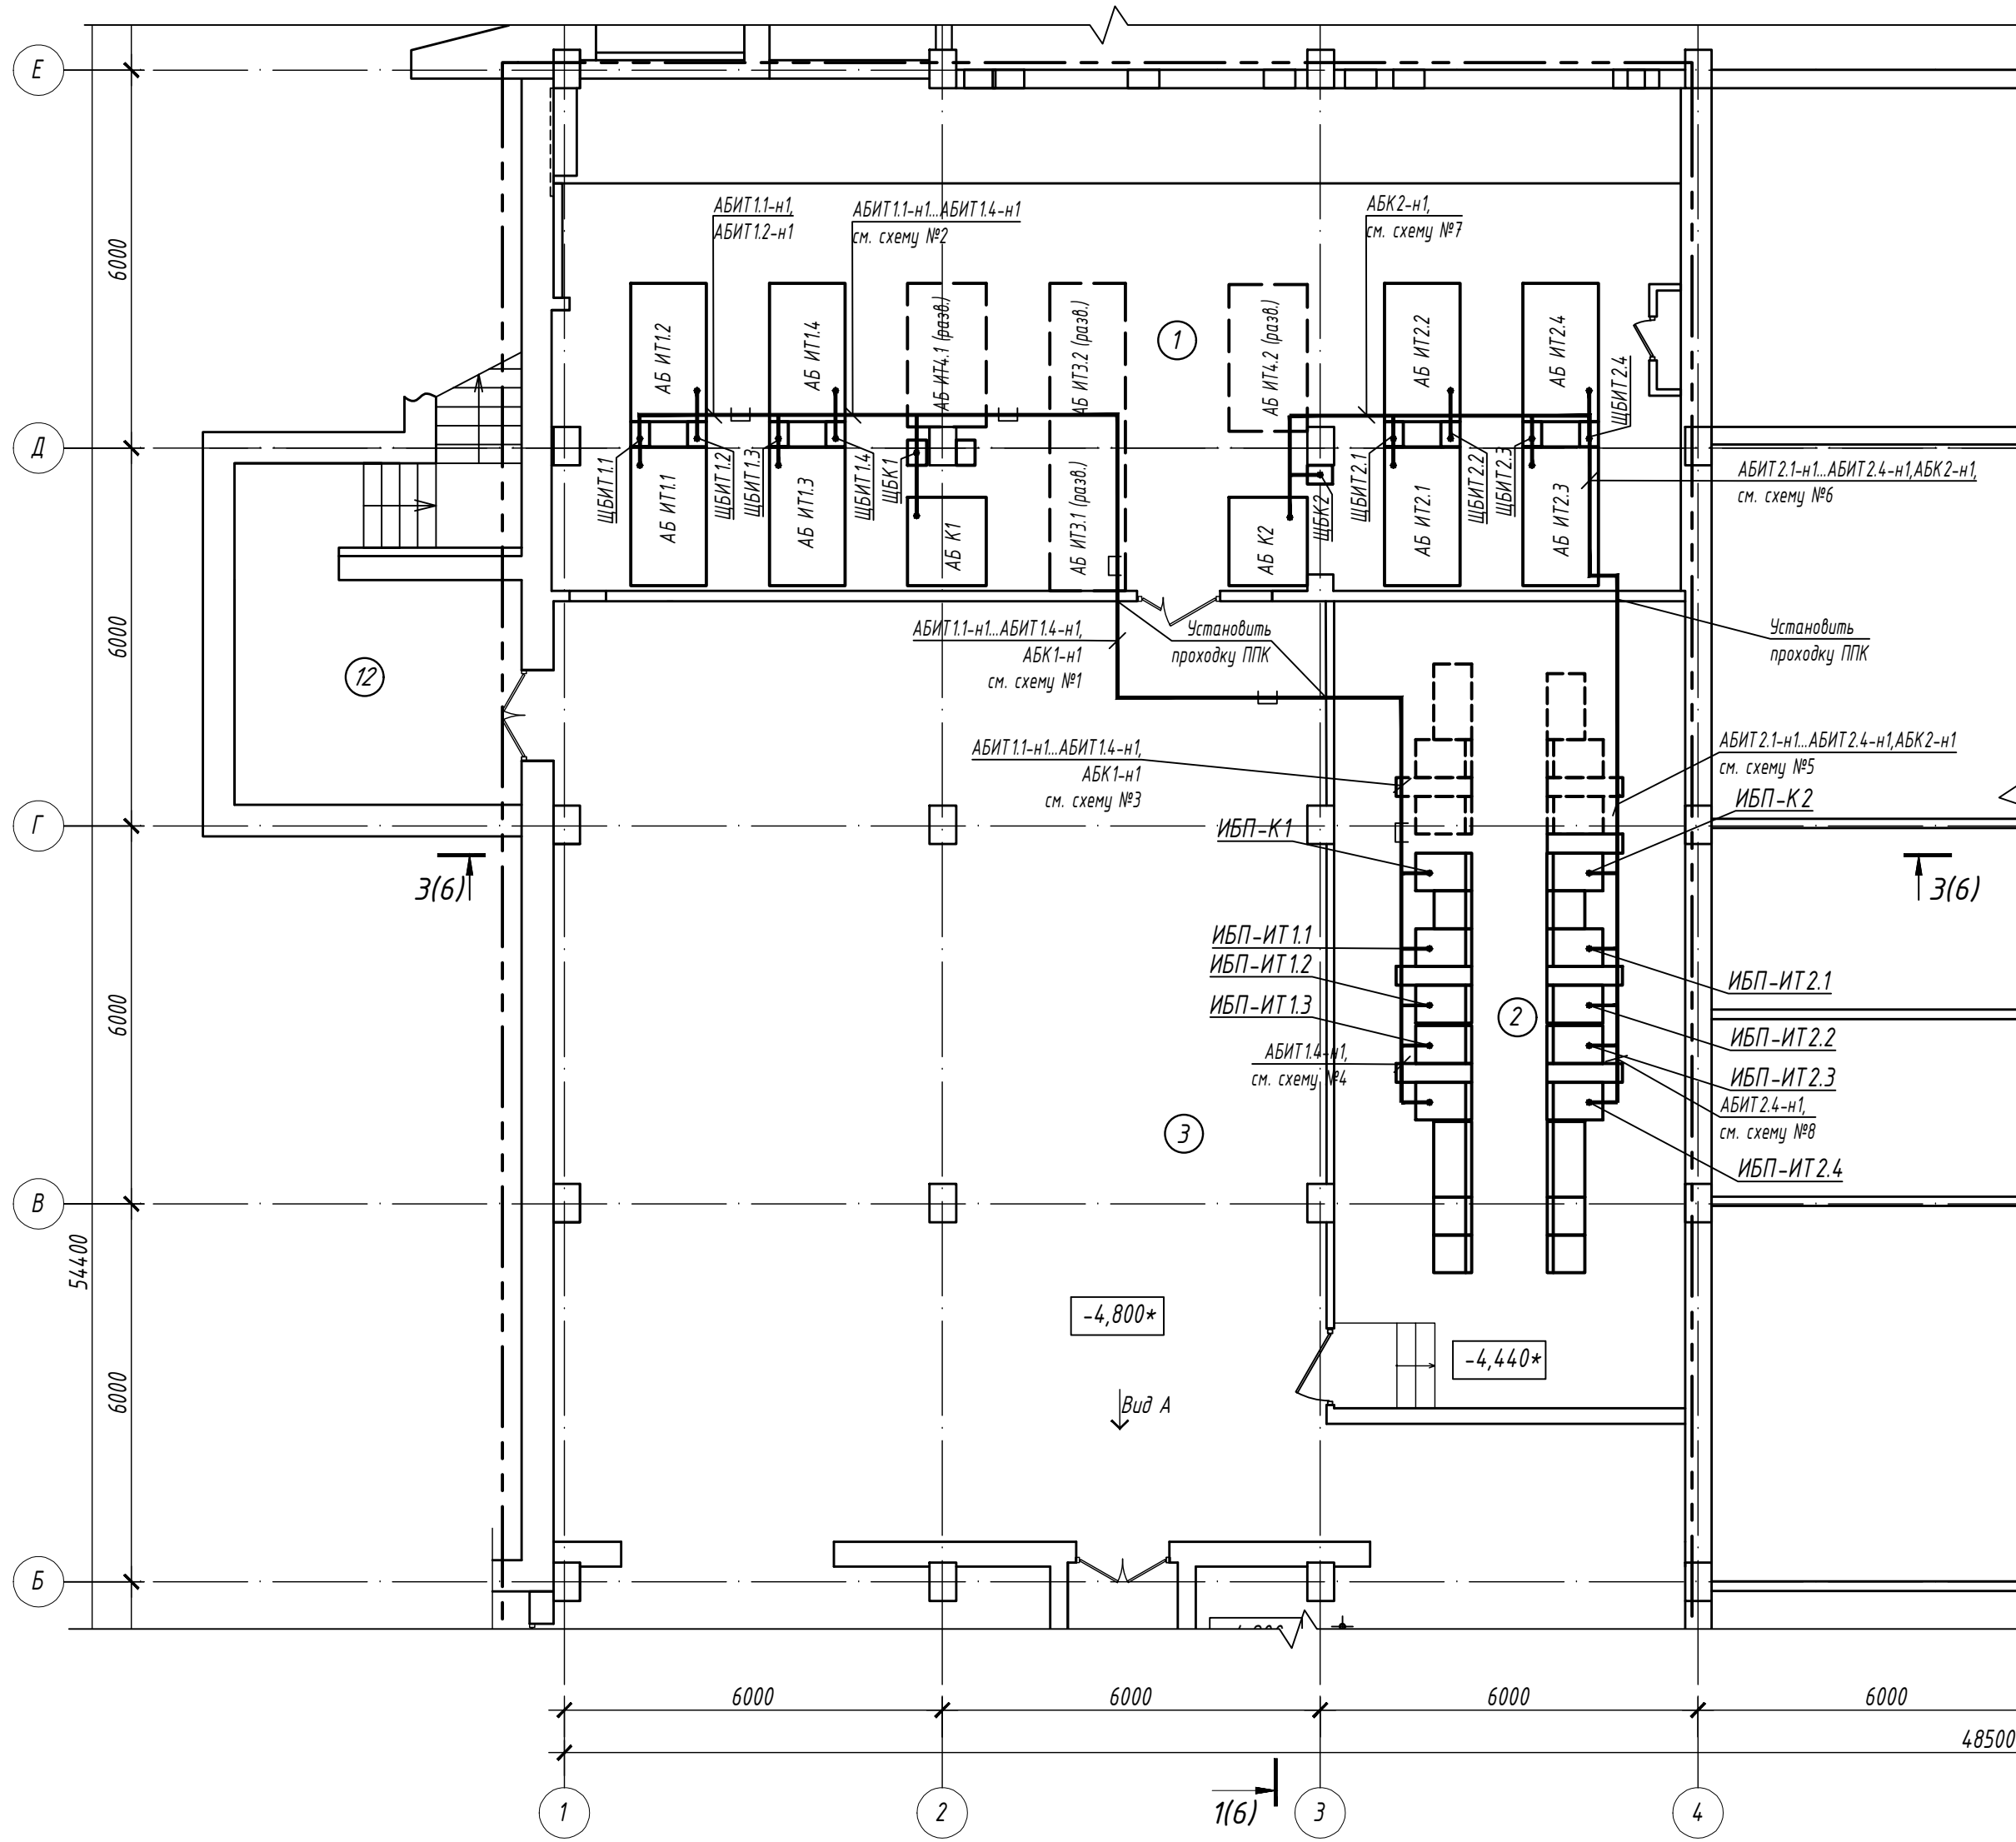 Е
6000
АБИТ1.1-н1,
АБИТ1.2-н1
АБИТ1.1-н1...АБИТ1.4-н1
см. схему №2
АБК2-н1,
см. схему №7
АБ ИТ1.2
АБ ИТ1.4
АБ ИТ4.1 (разв.)
АБ ИТ3.2 (разв.)
1
АБ ИТ4.2 (разв.)
АБ ИТ2.2
АБ ИТ2.4
ЩБИТ2.4
Д
ЩБИТ1.1
АБ ИТ1.1
ЩБИТ1.2
ЩБИТ1.3
АБ ИТ1.3
ЩБИТ1.4
ЩБК1
АБ К1
АБ ИТ3.1 (разв.)
АБ К2
ЩБК2
ЩБИТ2.1
АБ ИТ2.1
ЩБИТ2.2
ЩБИТ2.3
АБ ИТ2.3
АБИТ2.1-н1...АБИТ2.4-н1,АБК2-н1,
см. схему №6
6000
АБИТ1.1-н1...АБИТ1.4-н1,
АБК1-н1
см. схему №1
Установить
проходку ППК
Установить
проходку ППК
12
АБИТ1.1-н1...АБИТ1.4-н1,
АБК1-н1
см. схему №3
АБИТ2.1-н1...АБИТ2.4-н1,АБК2-н1
см. схему №5
ИБП-К2
Г
ИБП-К1
3(6)
3(6)
6000
ИБП-ИТ1.1
ИБП-ИТ1.2
ИБП-ИТ1.3
2
ИБП-ИТ2.1
ИБП-ИТ2.2
ИБП-ИТ2.3
АБИТ1.4-н1,
см. схему №4
АБИТ2.4-н1,
см. схему №8
ИБП-ИТ2.4
3
В
54400
6000
-4,800*
-4,440*
Вид А
Б
6000
6000
6000
6000
48500
1
2
1(6)
3
4